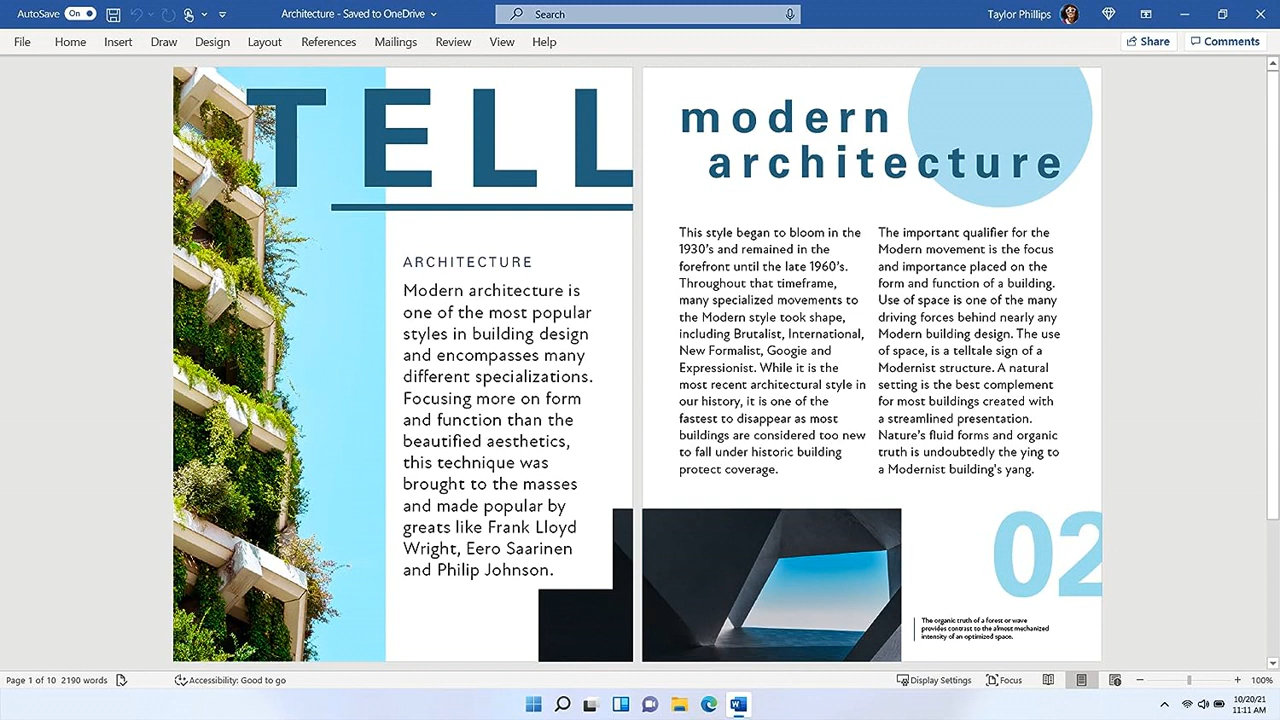 AutoSave On Architecture - Saved to OneDrive Search Taylor Phillips
File Home Insert Draw Design Layout References Mailings Review View Help Share Comments
TELL
ARCHITECTURE
Modern architecture is
one of the most popular
styles in building design
and encompasses many
different specializations.
Focusing more on form
and function than the
beautified aesthetics,
this technique was
brought to the masses
and made popular by
greats like Frank Lloyd
Wright, Eero Saarinen
and Philip Johnson.
modern
architecture
This style began to bloom in the
1930's and remained in the
forefront until the late 1960's.
Throughout that timeframe,
many specialized movements to
the Modern style took shape,
including Brutalist, International,
New Formalist, Googie and
Expressionist. While it is the
most recent architectural style in
our history, it is one of the
fastest to disappear as most
buildings are considered too new
to fall under historic building
protect coverage.
The important qualifier for the
Modern movement is the focus
and importance placed on the
form and function of a building.
Use of space is one of the many
driving forces behind nearly any
Modern building design. The use
of space, is a telltale sign of a
Modernist structure. A natural
setting is the best complement
for most buildings created with
a streamlined presentation.
Nature's fluid forms and organic
truth is undoubtedly the ying to
a Modernist building's yang.
02
The organic truth of a forest or wave
provides contrast to the almost mechanized
intensity of an optimized space.
Page 1 of 10 2190 words Accessibility: Good to go Display Settings Focus 100%
10/20/21
11:11 AM